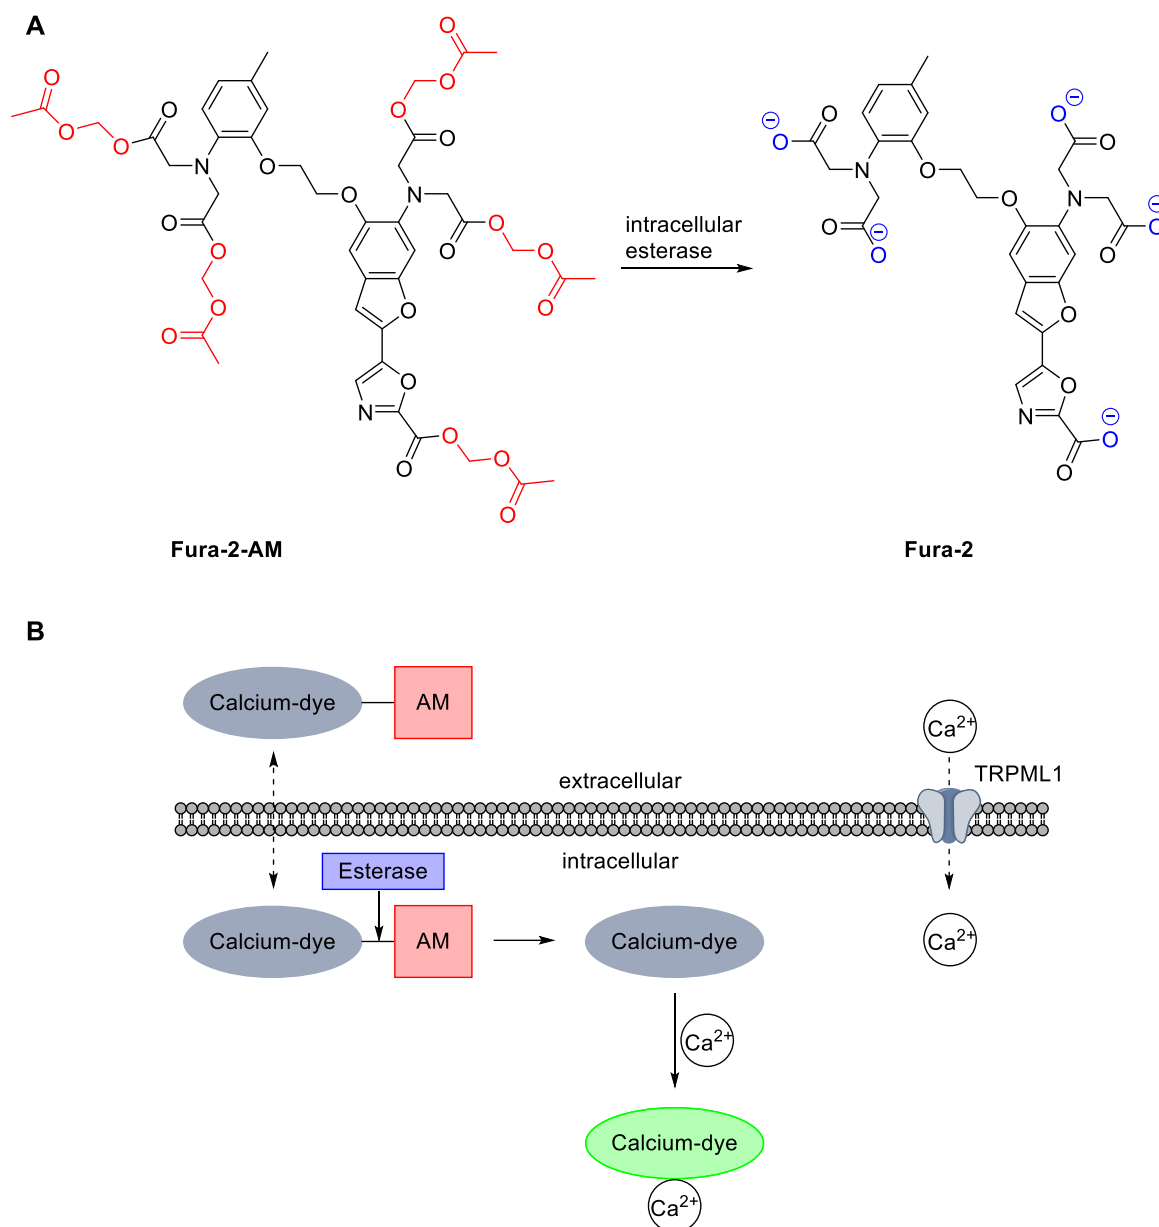 A
intracellular
esterase
Fura-2-AM
Fura-2
B
Calcium-dye
AM
Ca2+
TRPML1
extracellular
intracellular
Esterase
Calcium-dye
AM
Calcium-dye
Ca2+
Ca2+
Calcium-dye
Ca2+